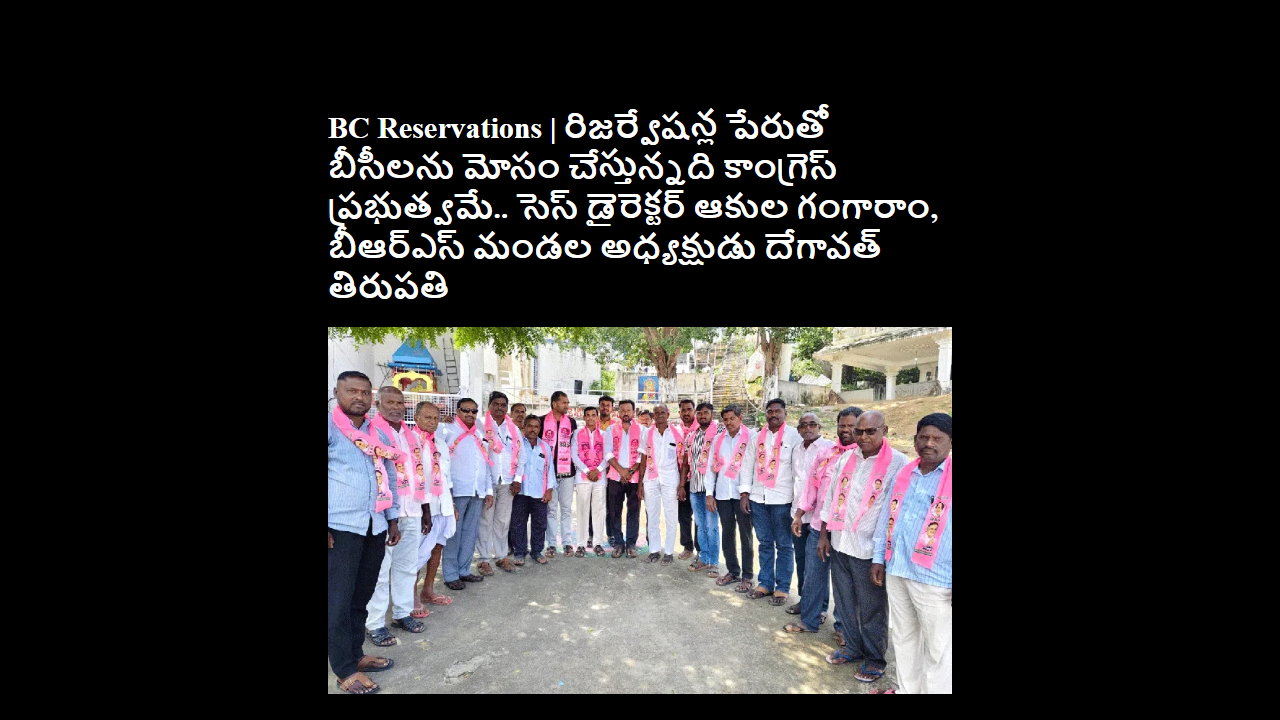 BC Reservations | రిజర్వేషన్ల పేరుతో
బీసీలను మోసం చేస్తున్నది కాంగ్రెస్
ప్రభుత్వమే.. సెస్ డైరెక్టర్ ఆకుల గంగారాం,
బీఆర్ఎస్ మండల అధ్యక్షుడు దేగావత్
తిరుపతి